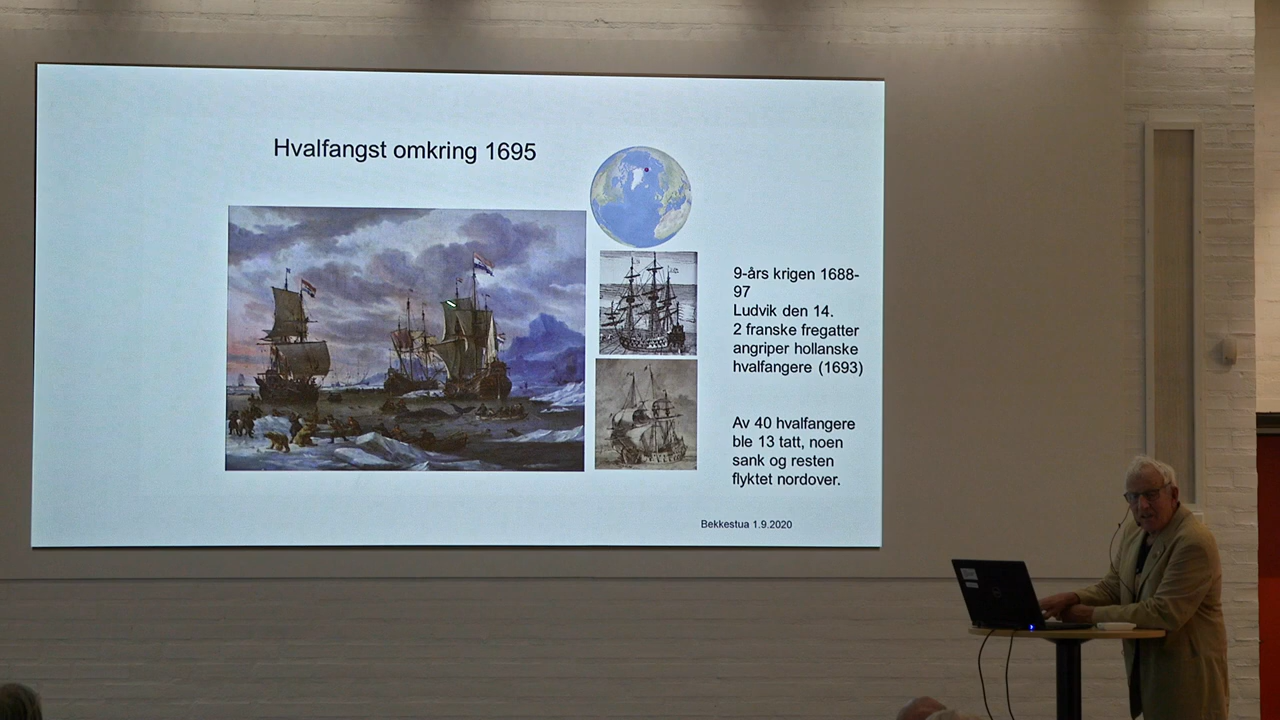 Hvalfangst omkring 1695
9-års krigen 1688-
97
Ludvik den 14.
2 franske fregatter
angriper hollanske
hvalfangere (1693)
Av 40 hvalfangere
ble 13 tatt, noen
sank og resten
flyktet nordover.
Bekkestua 1.9.2020